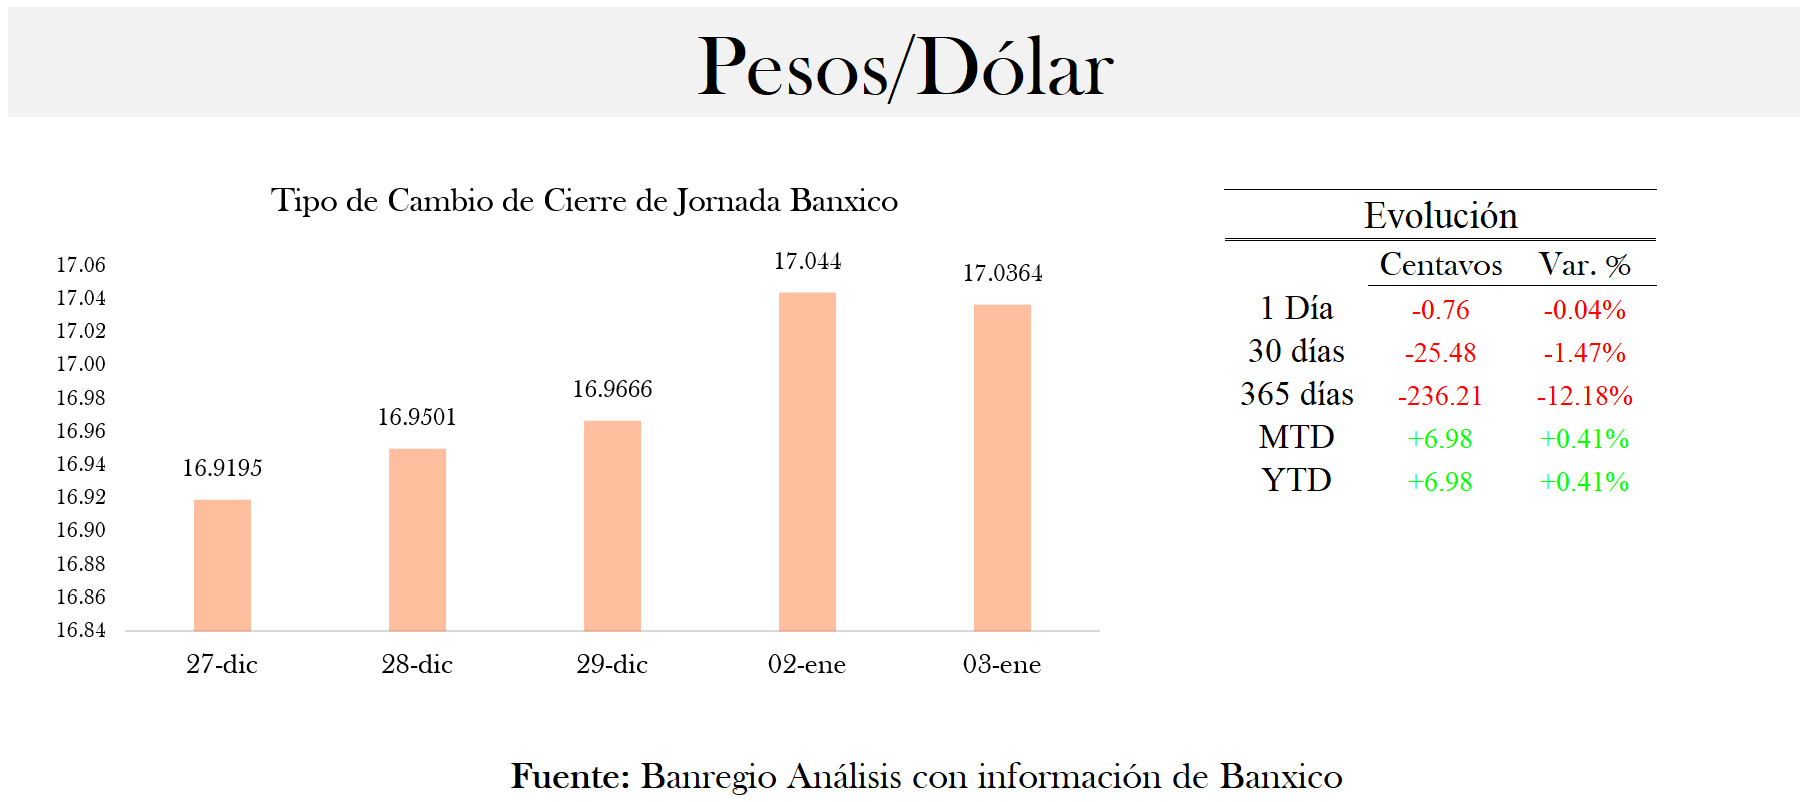 Pesos/Dólar
Tipo de Cambio de Cierre de Jornada Banxico
17.06
17.04
17.02
17.00
16.98
16.96
16.94
16.92
16.90
16.88
16.86
16.84
16.9195
16.9501
16.9666
17.044
17.0364
27-dic 28-dic 29-dic 02-ene 03-ene
Evolución
Centavos Var. %
1 Día -0.76 -0.04%
30 días -25.48 -1.47%
365 días -236.21 -12.18%
MTD +6.98 +0.41%
YTD +6.98 +0.41%
Fuente: Banregio Análisis con información de Banxico